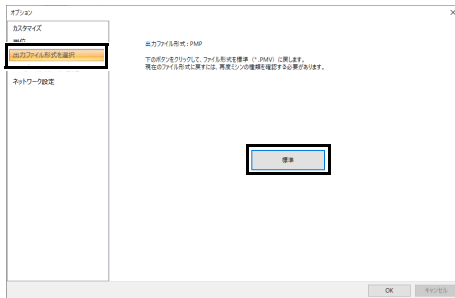 オプション
カスタマイズ
単位
出力ファイル形式を選択
ネットワーク設定
出力ファイル形式 : PMP
下のボタンをクリックして、ファイル形式を標準 (*.PMV) に戻します。
現在のファイル形式に戻すには、再度ミシンの種類を確認する必要があります。
標準
OK
キャンセル